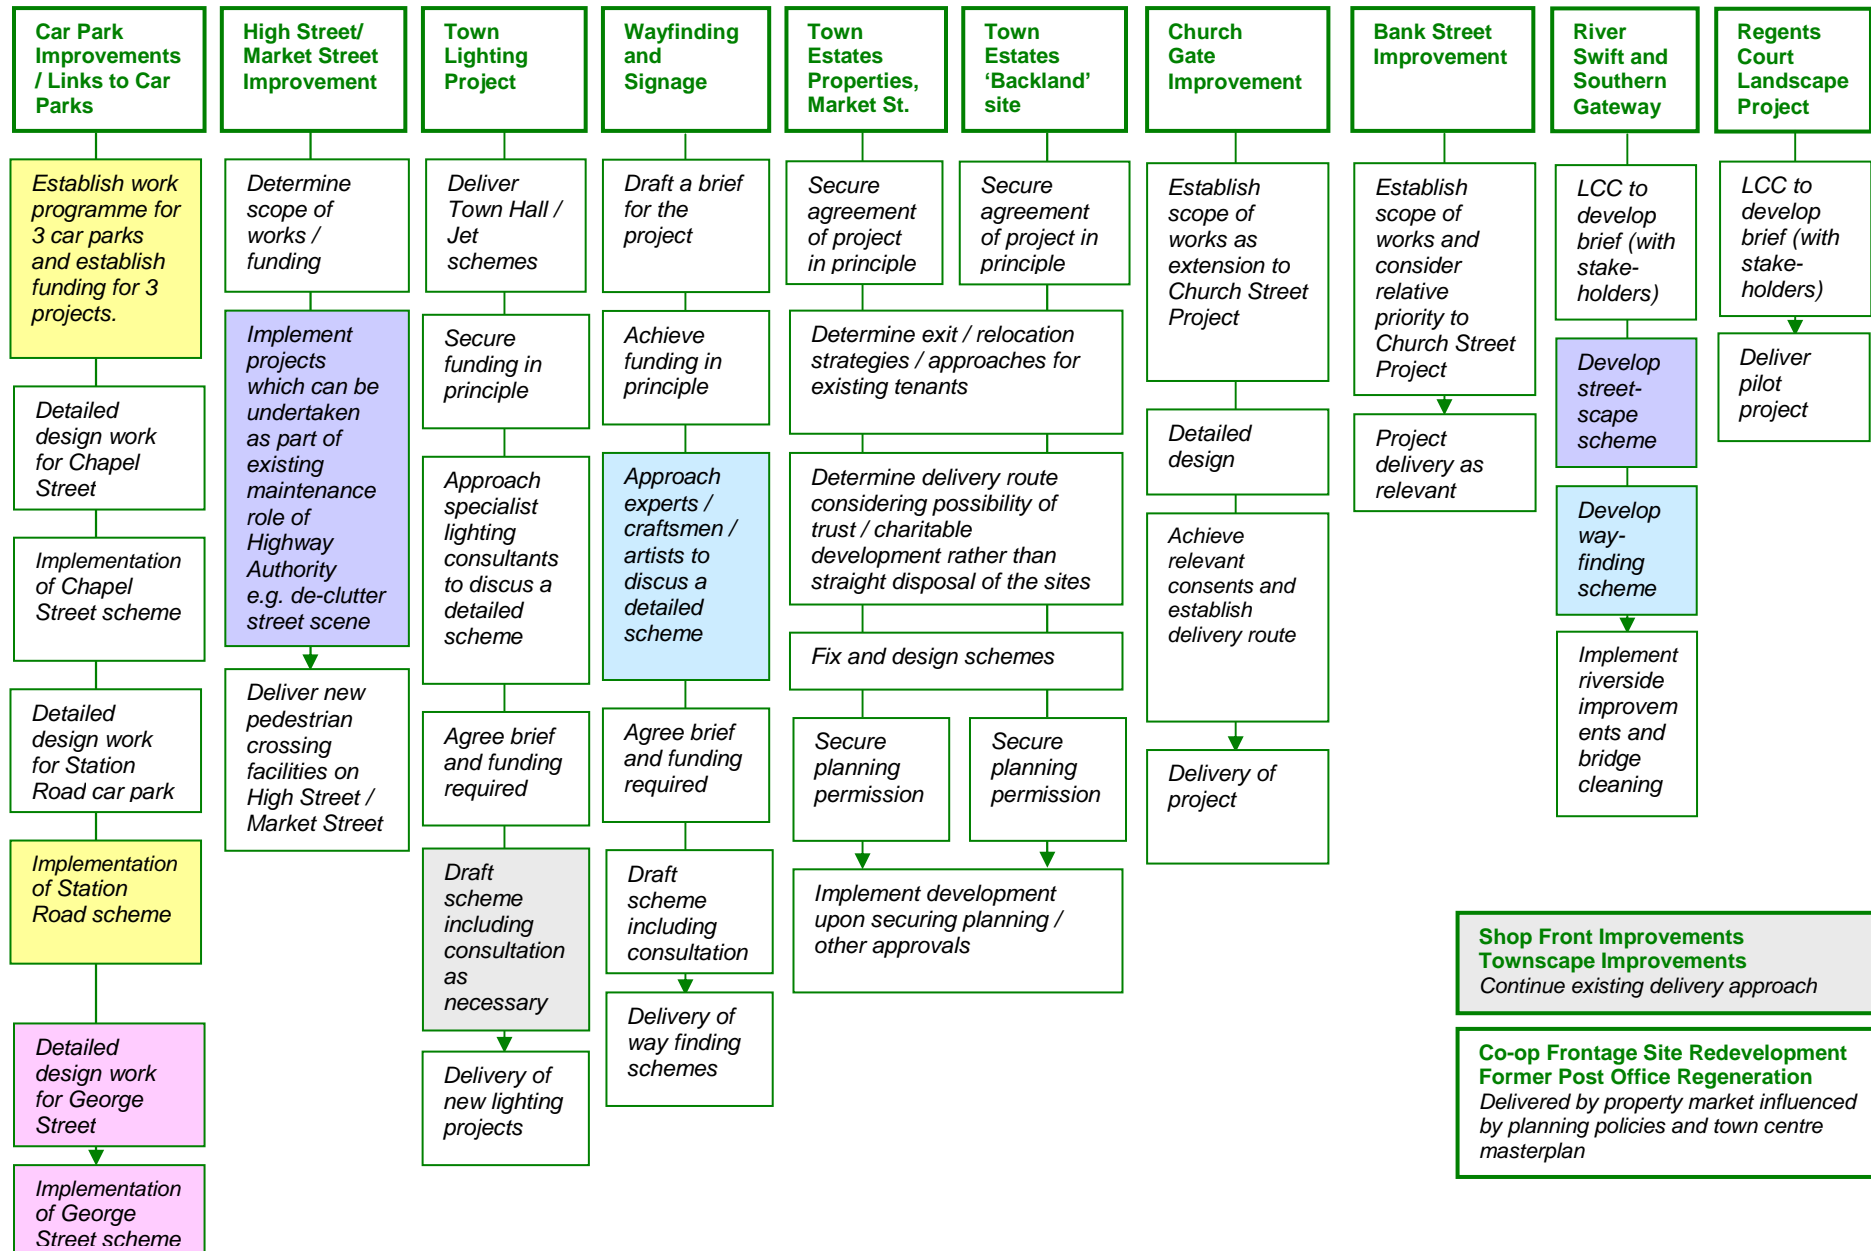 Car Park
Improvements
/ Links to Car
Parks
Establish work
programme for
3 car parks
and establish
funding for 3
projects.
Detailed
design work
for Chapel
Street
Implementation
of Chapel
Street scheme
Detailed
design work
for Station
Road car park
Implementation
of Station
Road scheme
Detailed
design work
for George
Street
Implementation
of George
Street scheme
High Street/
Market Street
Improvement
Determine
scope of
works /
funding
Implement
projects
which can be
undertaken
as part of
existing
maintenance
role of
Highway
Authority
e.g. de-clutter
street scene
Deliver new
pedestrian
crossing
facilities on
High Street /
Market Street
Town
Lighting
Project
Deliver
Town Hall /
Jet
schemes
Secure
funding in
principle
Approach
specialist
lighting
consultants
to discus a
detailed
scheme
Agree brief
and funding
required
Draft
scheme
including
consultation
as
necessary
Delivery of
new lighting
projects
Wayfinding
and
Signage
Draft a brief
for the
project
Achieve
funding in
principle
Approach
experts /
craftsmen /
artists to
discus a
detailed
scheme
Agree brief
and funding
required
Draft
scheme
including
consultation
Delivery of
way finding
schemes
Town
Estates
Properties,
Market St.
Secure
agreement
of project
in principle
Town
Estates
‘Backland’
site
Secure
agreement
of project in
principle
Determine exit / relocation
strategies / approaches for
existing tenants
Determine delivery route
considering possibility of
trust / charitable
development rather than
straight disposal of the sites
Fix and design schemes
Secure
planning
permission
Secure
planning
permission
Implement development
upon securing planning /
other approvals
Church
Gate
Improvement
Establish
scope of
works as
extension to
Church Street
Project
Detailed
design
Achieve
relevant
consents and
establish
delivery route
Delivery of
project
Bank Street
Improvement
Establish
scope of
works and
consider
relative
priority to
Church Street
Project
Project
delivery as
relevant
River
Swift and
Southern
Gateway
LCC to
develop
brief (with
stake-
holders)
Develop
street-
scape
scheme
Develop
way-
finding
scheme
Implement
riverside
improvem
ents and
bridge
cleaning
Regents
Court
Landscape
Project
LCC to
develop
brief (with
stake-
holders)
Deliver
pilot
project
Shop Front Improvements
Townscape Improvements
Continue existing delivery approach
Co-op Frontage Site Redevelopment
Former Post Office Regeneration
Delivered by property market influenced
by planning policies and town centre
masterplan